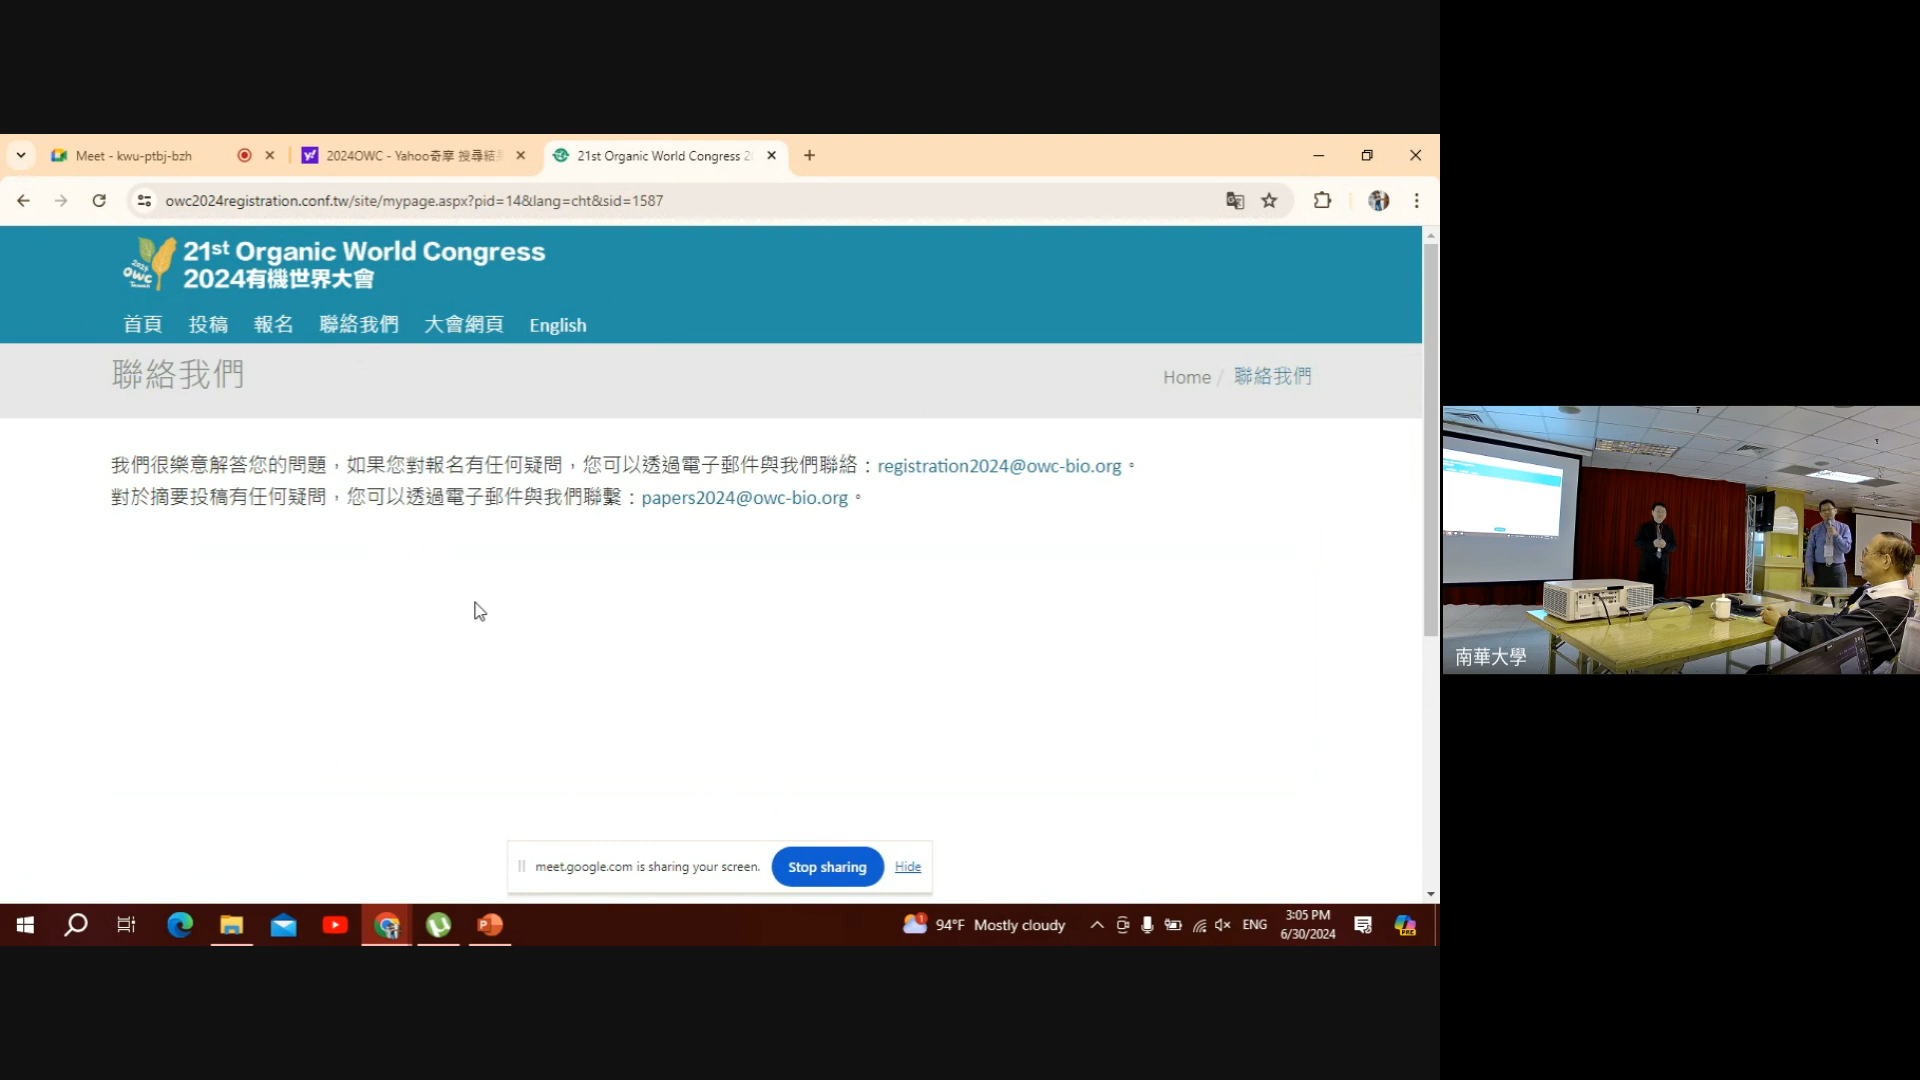 Meet - kwu-ptbj-bzh
2024OWC - Yahoo奇摩 搜尋結
21st Organic World Congress 2
owc2024registration.conf.tw/site/mypage.aspx?pid=14&lang=cht&sid=1587
2024
OWC
21st Organic World Congress
2024有機世界大會
首頁 投稿 報名 聯絡我們 大會網頁 English
聯絡我們
Home / 聯絡我們
我們很樂意解答您的問題，如果您對報名有任何疑問，您可以透過電子郵件與我們聯絡：registration2024@owc-bio.org。
對於摘要投稿有任何疑問，您可以透過電子郵件與我們聯繫：papers2024@owc-bio.org。
南華大學
meet.google.com is sharing your screen. Stop sharing Hide
94°F Mostly cloudy ENG
3:05 PM
6/30/2024